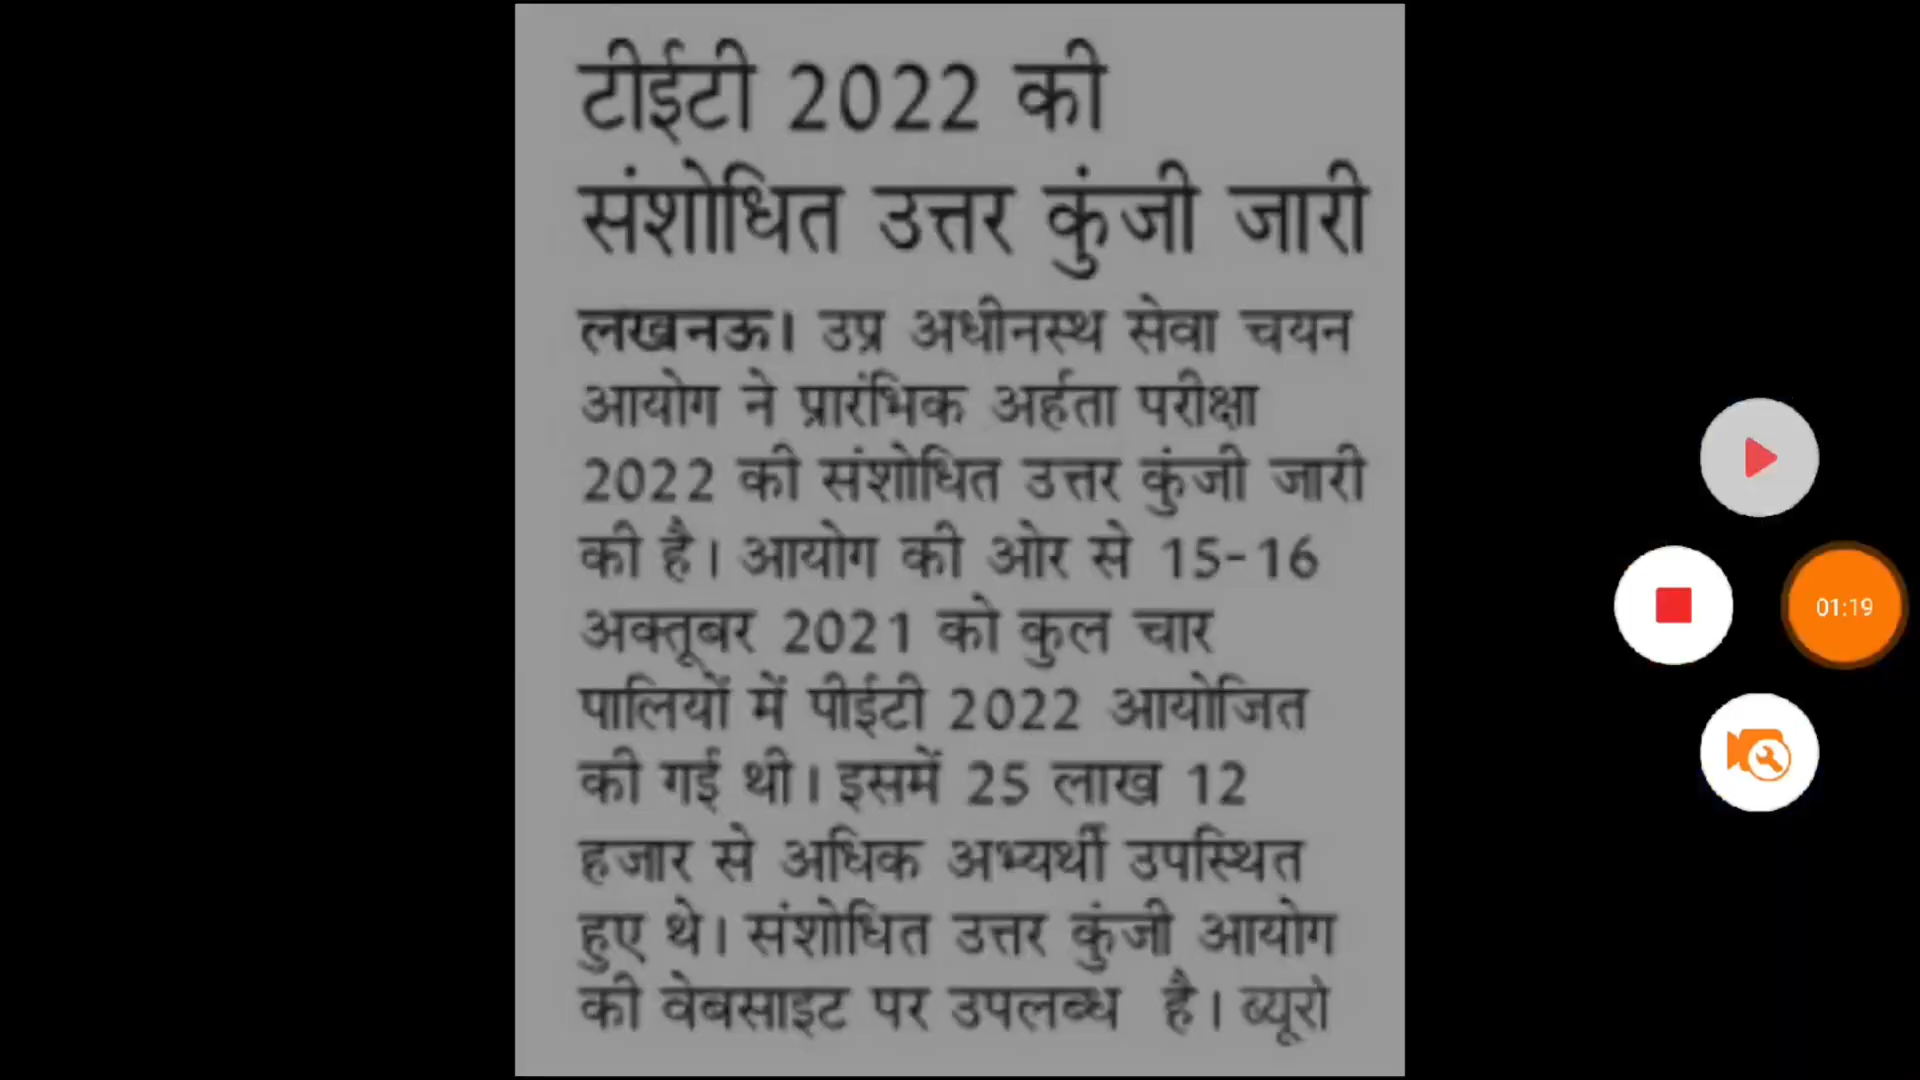 टीईटी 2022 की
संशोधित उत्तर कुंजी जारी
लखनऊ। उप्र अधीनस्थ सेवा चयन
आयोग ने प्रारंभिक अर्हता परीक्षा
2022 की संशोधित उत्तर कुंजी जारी
की है। आयोग की ओर से 15-16
अक्तूबर 2021 को कुल चार
पालियों में पीईटी 2022 आयोजित
की गई थी। इसमें 25 लाख 12
हजार से अधिक अभ्यर्थी उपस्थित
हुए थे। संशोधित उत्तर कुंजी आयोग
की वेबसाइट पर उपलब्ध है। ब्यूरो
01:19